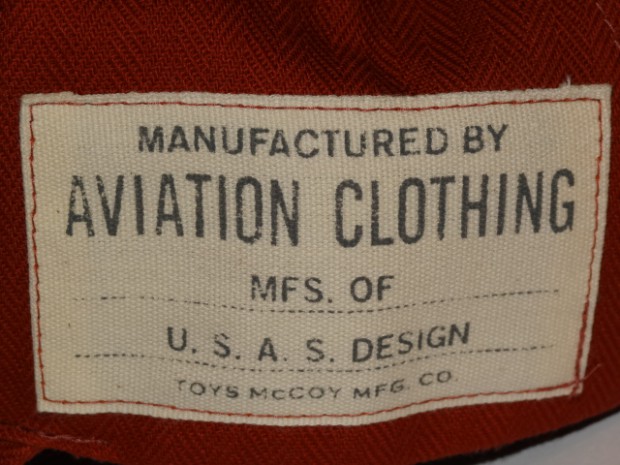 MANUFACTURED BY
AVIATION CLOTHING
MFS. OF
U. S. A. S. DESIGN
TOYS MCCOY MFG. CO.